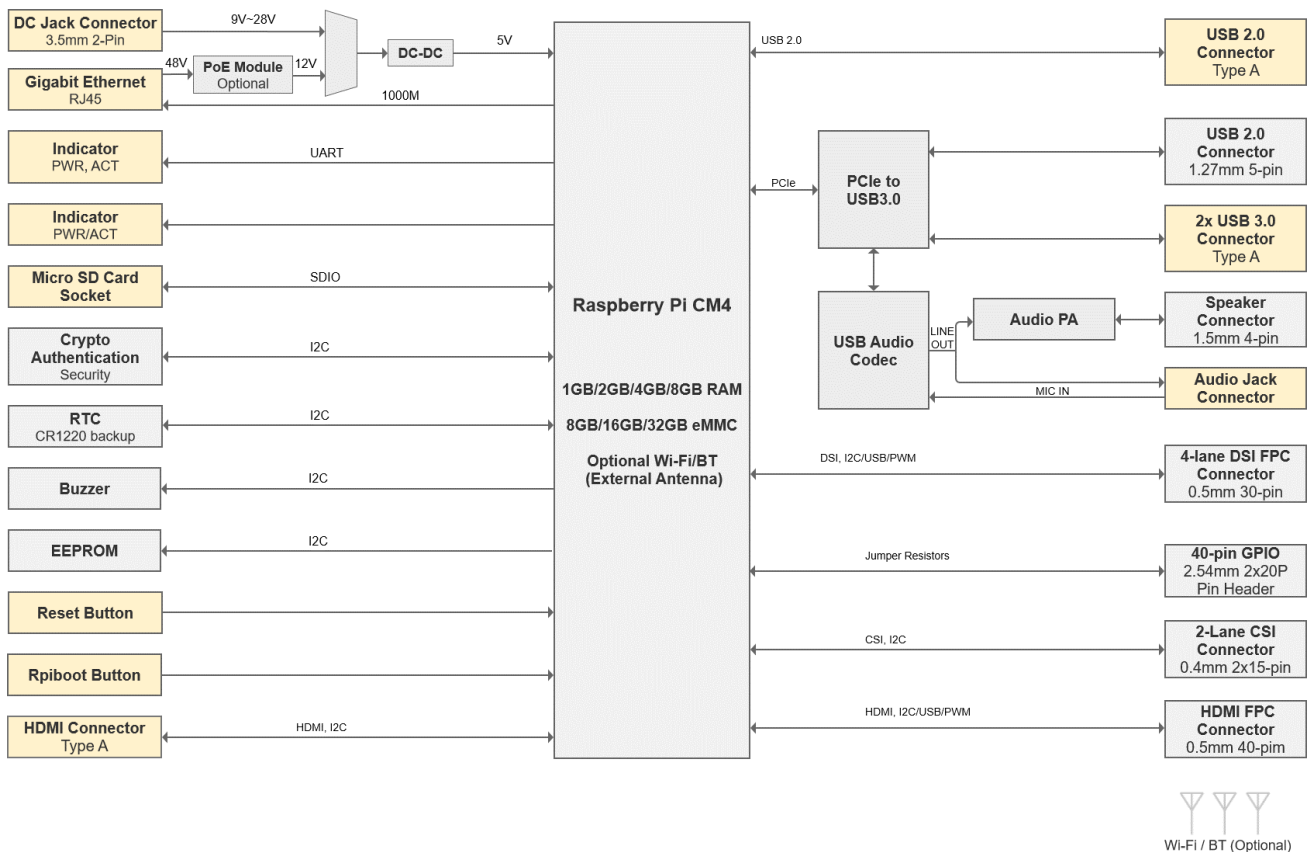 DC Jack Connector
3.5mm 2-Pin
9V~28V
48V
PoE Module
Optional
12V
DC-DC
5V
Gigabit Ethernet
RJ45
1000M
Indicator
PWR, ACT
UART
Indicator
PWR/ACT
Micro SD Card
Socket
SDIO
Crypto
Authentication
Security
I2C
RTC
CR1220 backup
I2C
Buzzer
I2C
EEPROM
I2C
Reset Button
Rpiboot Button
HDMI Connector
Type A
HDMI, I2C
Raspberry Pi CM4
1GB/2GB/4GB/8GB RAM
8GB/16GB/32GB eMMC
Optional Wi-Fi/BT
(External Antenna)
USB 2.0
USB 2.0
Connector
Type A
PCIe
PCIe to
USB3.0
USB 2.0
Connector
1.27mm 5-pin
2x USB 3.0
Connector
Type A
USB Audio
Codec
LINE
OUT
Audio PA
Speaker
Connector
1.5mm 4-pin
MIC IN
Audio Jack
Connector
DSI, I2C/USB/PWM
4-lane DSI FPC
Connector
0.5mm 30-pin
Jumper Resistors
40-pin GPIO
2.54mm 2x20P
Pin Header
CSI, I2C
2-Lane CSI
Connector
0.4mm 2x15-pin
HDMI, I2C/USB/PWM
HDMI FPC
Connector
0.5mm 40-pim
Wi-Fi / BT (Optional)